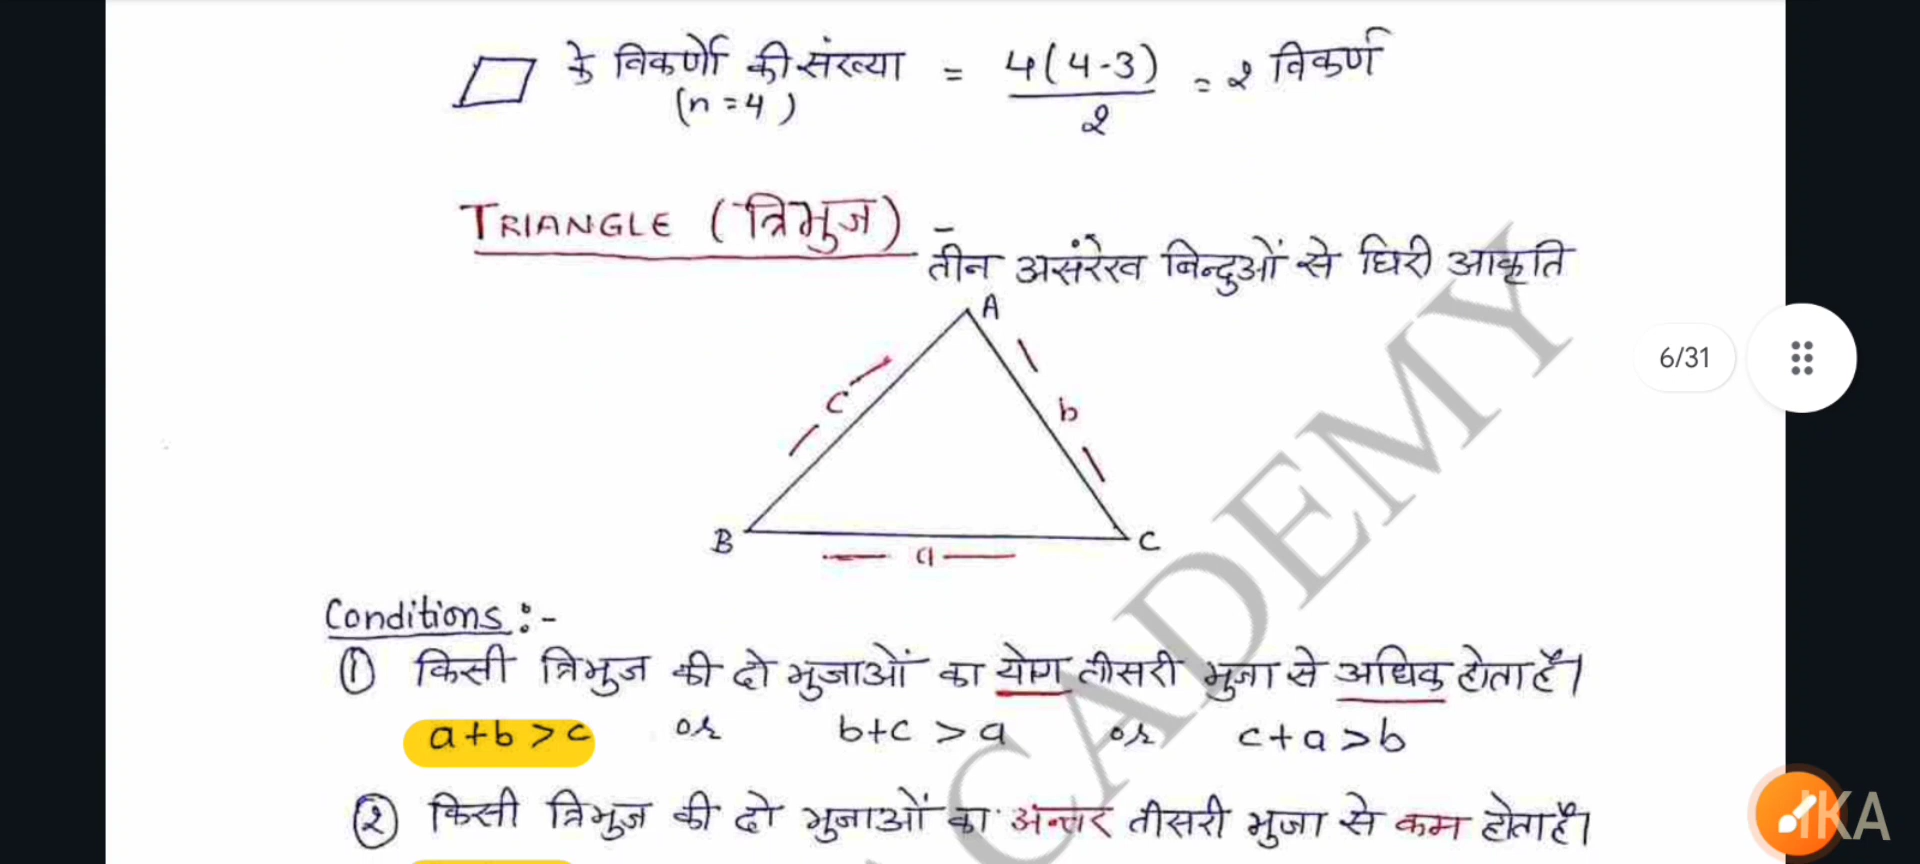 के विकर्णो की संख्या = 4(4-3)/2 = 2 विकर्ण
(n=4)
TRIANGLE (त्रिभुज) -
तीन असंरेख बिन्दुओं से घिरी आकृति
A
c
b
6/31
B
a
C
Conditions :-
① किसी त्रिभुज की दो भुजाओं का योग तीसरी भुजा से अधिक होता है।
a+b>c or b+c>a or c+a>b
② किसी त्रिभुज की दो भुजाओं का अन्तर तीसरी भुजा से कम होता है।
CADEMY
KA